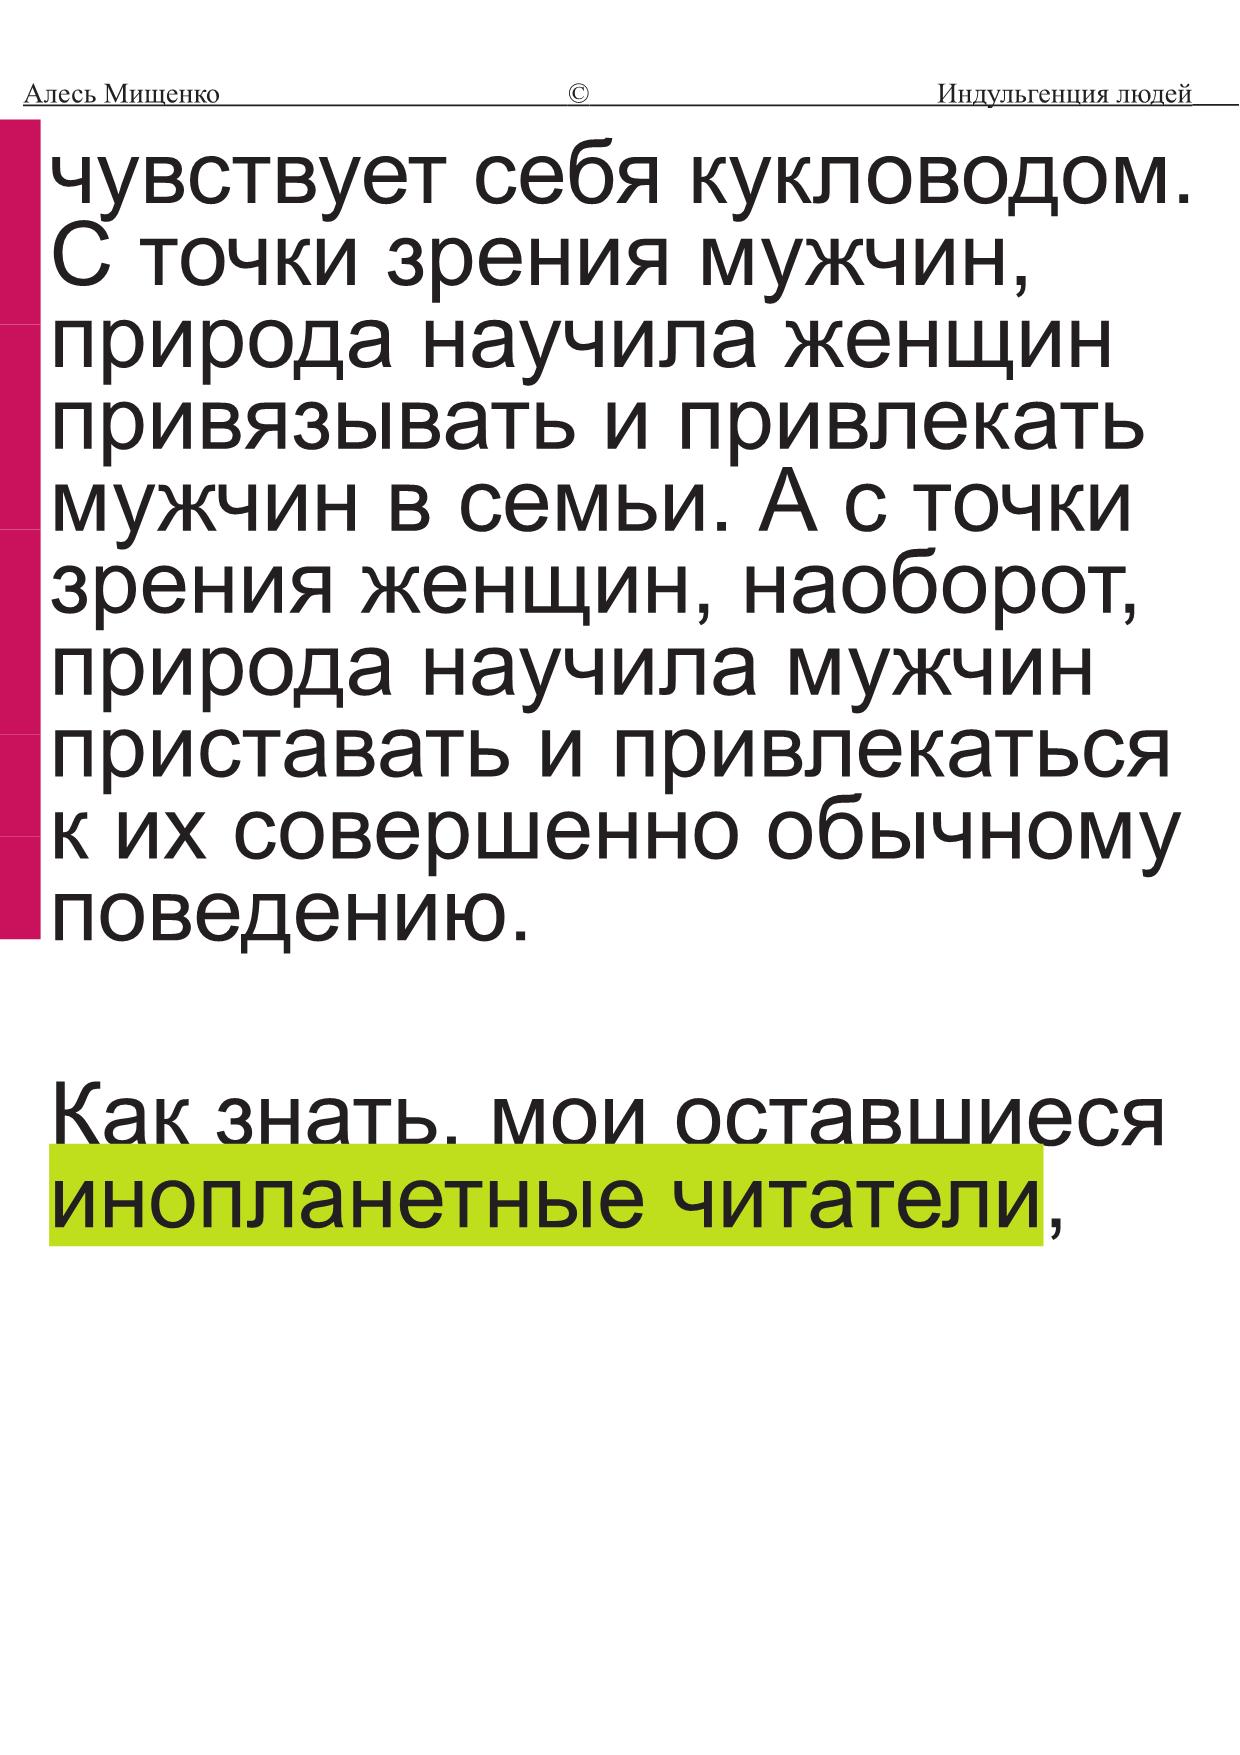 Алесь Мищенко © Индульгенция людей
чувствует себя кукловодом.
С точки зрения мужчин,
природа научила женщин
привязывать и привлекать
мужчин в семьи. А с точки
зрения женщин, наоборот,
природа научила мужчин
приставать и привлекаться
к их совершенно обычному
поведению.
Как знать, мои оставшиеся
инопланетные читатели,